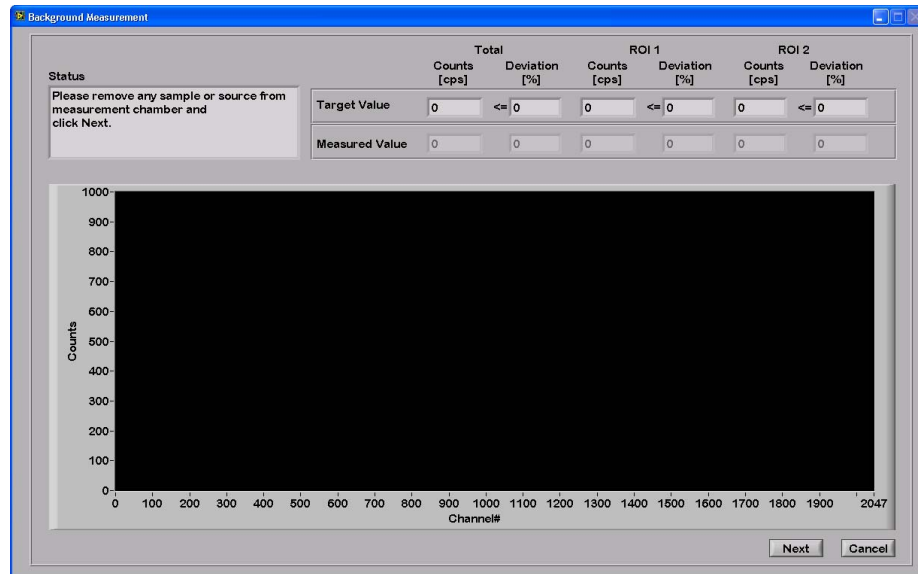 Background Measurement
Total ROI 1 ROI 2
Counts Deviation Counts Deviation Counts Deviation
[cps] [%] [cps] [%] [cps] [%]
Status
Please remove any sample or source from
measurement chamber and
click Next.
Target Value 0 <= 0 0 <= 0 0 <= 0
Measured Value 0 0 0 0 0 0
1000
900
800
700
600
500
400
300
200
100
0
Counts
0 100 200 300 400 500 600 700 800 900 1000 1100 1200 1300 1400 1500 1600 1700 1800 1900 2047
Channel#
Next Cancel